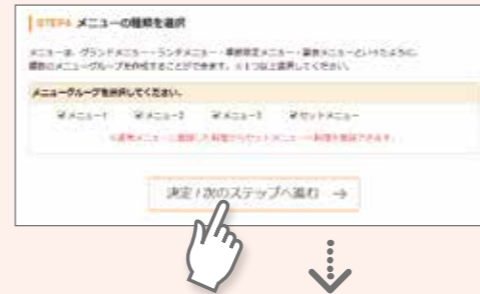 STEP4 メニューの種類を選択
メニューは、グランドメニュー・ランチメニュー・季節限定メニュー・宴会メニューといったように、
複数のメニューグループを作成することができます。※1つ以上選択してください。
メニューグループを選択してください。
メニュー1 メニュー2 メニュー3 セットメニュー
決定 / 次のステップへ進む →